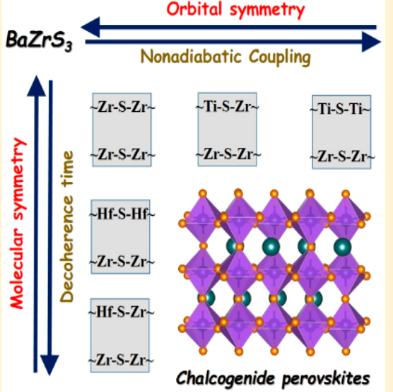 Orbital symmetry
BaZrS₃
Nonadiabatic Coupling
Molecular symmetry
Decoherence time
~Zr-S-Zr~
~Zr-S-Zr~
~Ti-S-Zr~
~Zr-S-Zr~
~Ti-S-Ti~
~Zr-S-Zr~
~Hf-S-Hf~
~Zr-S-Zr~
~Hf-S-Zr~
~Zr-S-Zr~
Chalcogenide perovskites